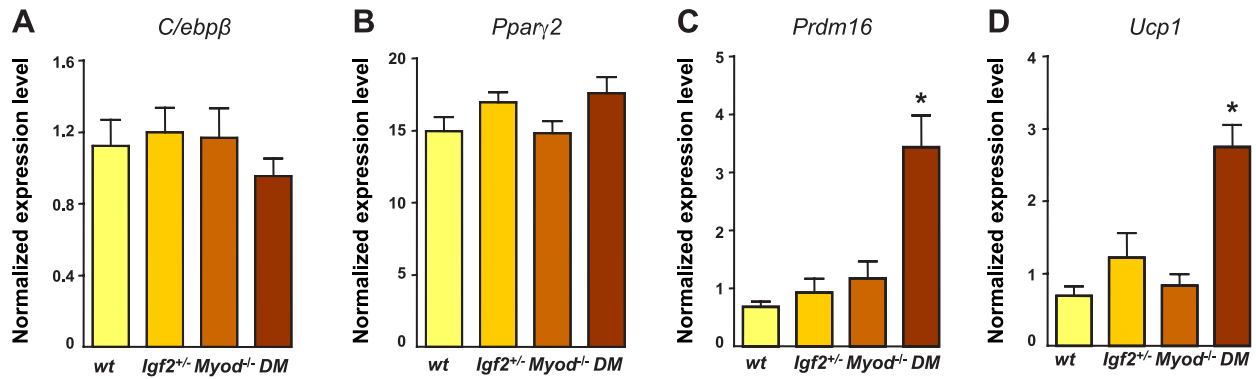 A
C/ebpβ
Normalized expression level
1.6
1.2
0.8
0.4
0
wt Igf2+/- Myod-/- DM
B
Pparγ2
Normalized expression level
20
15
10
5
0
wt Igf2+/- Myod-/- DM
C
Prdm16
Normalized expression level
5
4
3
2
1
0
*
wt Igf2+/- Myod-/- DM
D
Ucp1
Normalized expression level
4
3
2
1
0
*
wt Igf2+/- Myod-/- DM